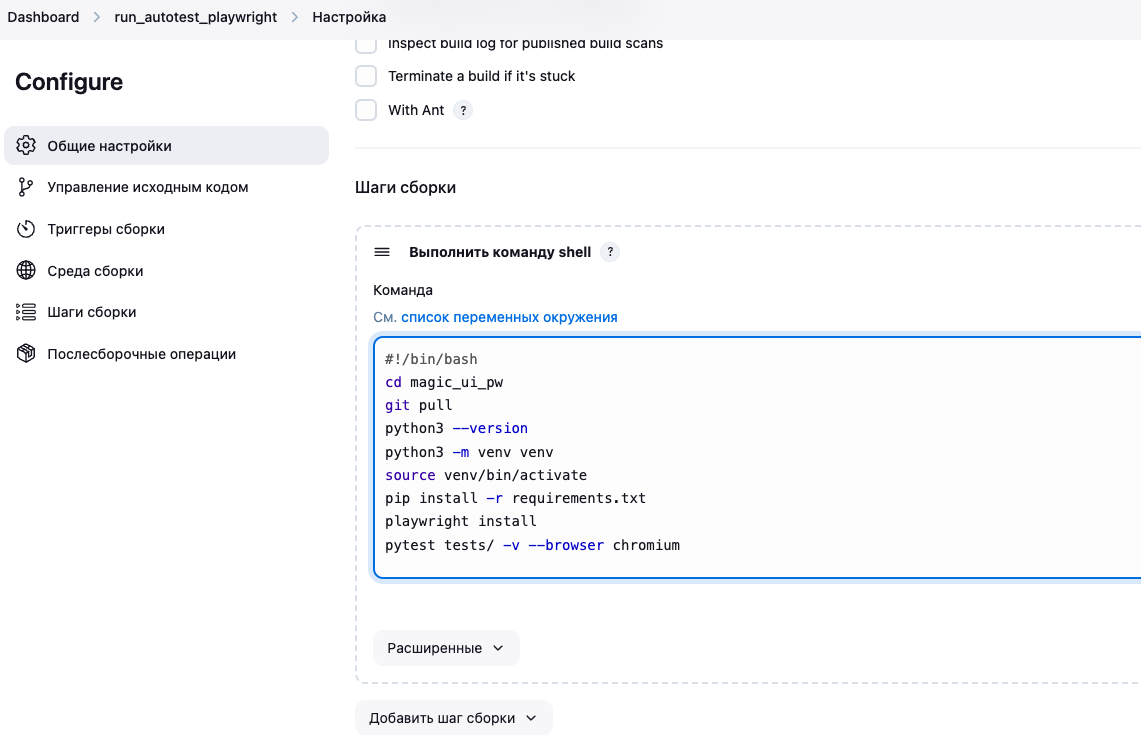 Dashboard > run_autotest_playwright > Настройка
Inspect build log for published build scans
Configure
Terminate a build if it's stuck
With Ant ?
Общие настройки
Управление исходным кодом
Триггеры сборки
Среда сборки
Шаги сборки
Послесборочные операции
Шаги сборки
Выполнить команду shell ?
Команда
См. список переменных окружения
#!/bin/bash
cd magic_ui_pw
git pull
python3 --version
python3 -m venv venv
source venv/bin/activate
pip install -r requirements.txt
playwright install
pytest tests/ -v --browser chromium
Расширенные
Добавить шаг сборки